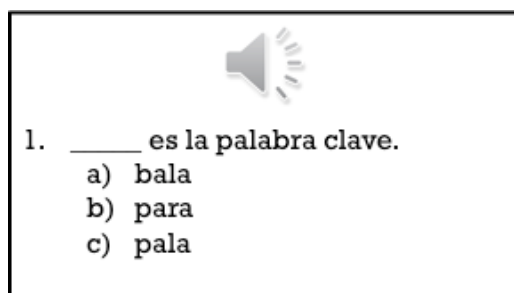 1. _____ es la palabra clave.
a) bala
b) para
c) pala